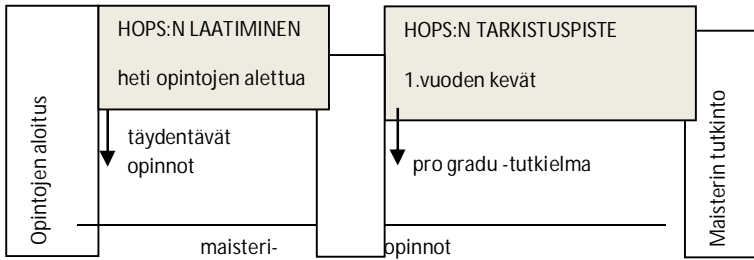 Opintojen aloitus
HOPS:N LAATIMINEN
heti opintojen alettua
täydentävät
opinnot
HOPS:N TARKISTUSPISTE
1.vuoden kevät
pro gradu -tutkielma
maisteri-
opinnot
Maisterin tutkinto